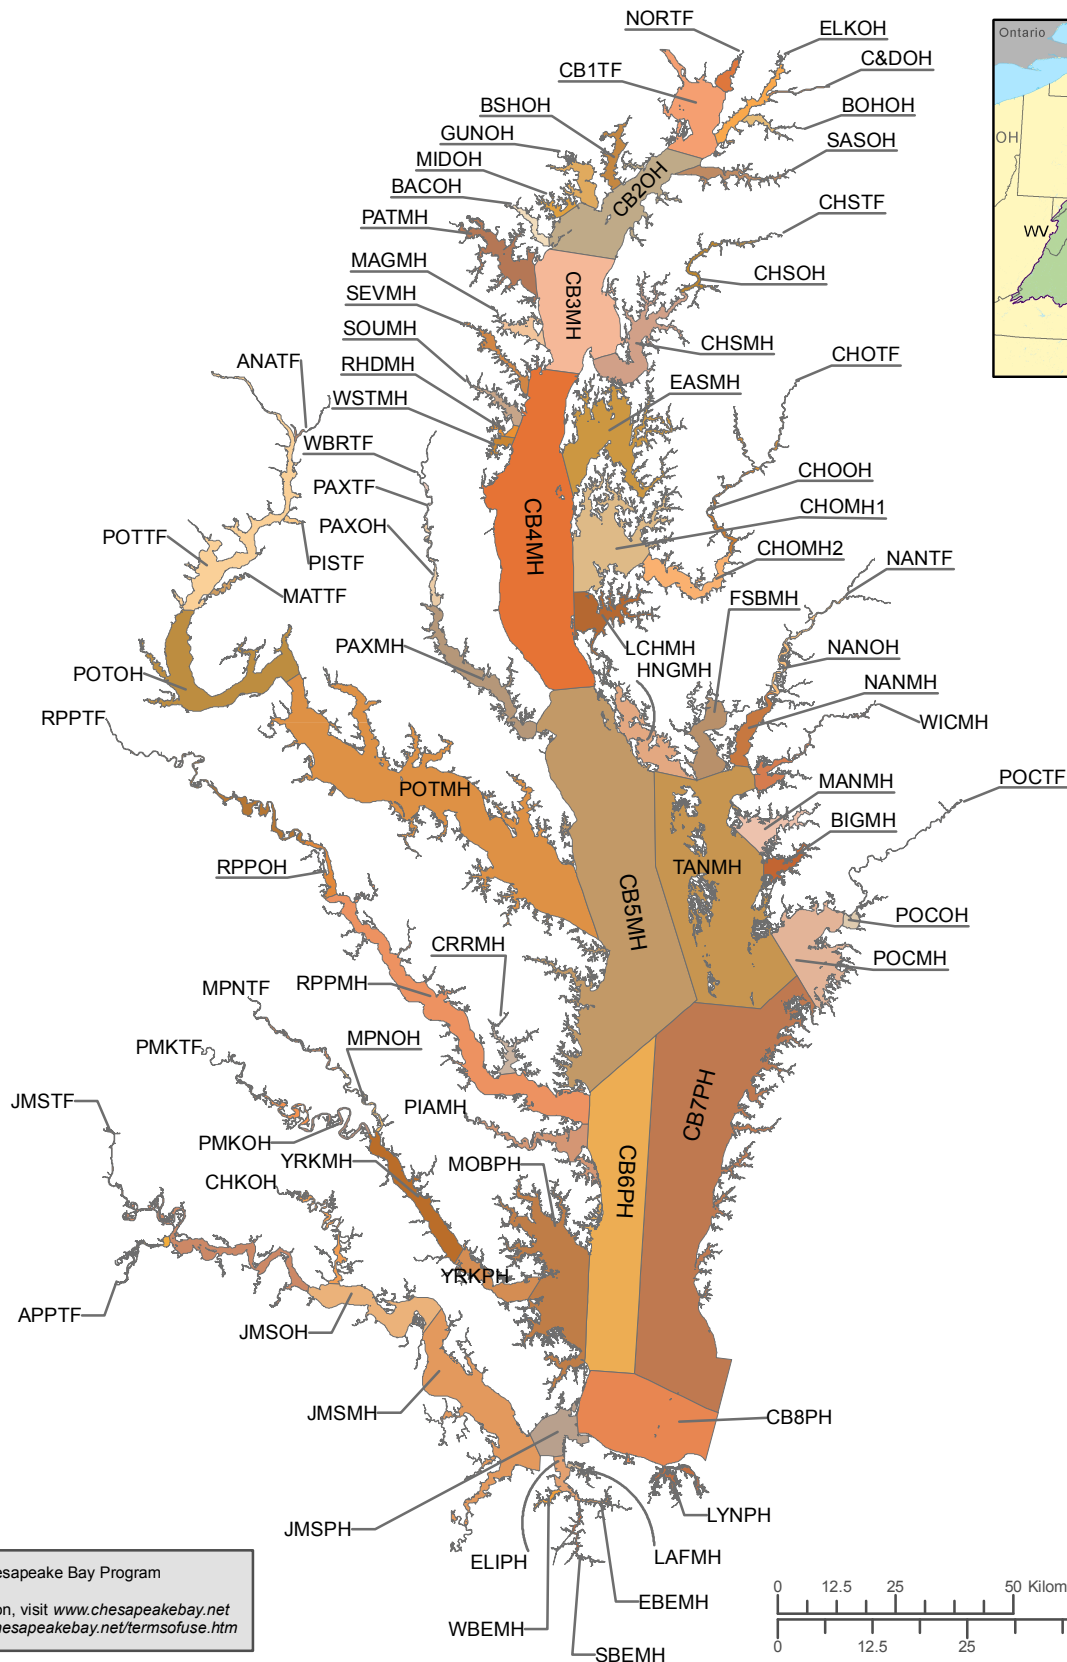 NORTF
ELKOH
Ontario
C&DOH
CB1TF
BSHOH
BOHOH
GUNOH
OH
SASOH
MIDOH
CB2OH
BACOH
CHSTF
PATMH
WV
MAGMH
CHSOH
SEVMH
CB3MH
SOUMH
CHSMH
ANATF
CHOTF
RHDMH
EASMH
WSTMH
WBRTF
CHOOH
PAXTF
CHOMH1
CB4MH
PAXOH
POTTF
CHOMH2
PISTF
NANTF
MATTF
FSBMH
PAXMH
LCHMH
NANOH
HNGMH
POTOH
NANMH
RPPTF
WICMH
POCTF
POTMH
MANMH
BIGMH
RPPOH
TANMH
CB5MH
POCOH
CRRMH
POCMH
RPPMH
MPNTF
MPNOH
PMKTF
JMSTF
PIAMH
CB7PH
PMKOH
YRKMH
MOBPH
CHKOH
CB6PH
YRKPH
APPTF
JMSOH
JMSMH
CB8PH
LYNPH
JMSPH
ELIPH
LAFMH
esapeake Bay Program
0 12.5 25 50 Kilom
on, visit www.chesapeakebay.net
EBEMH
hesapeakebay.net/termsofuse.htm
WBEMH
0 12.5 25
SBEMH